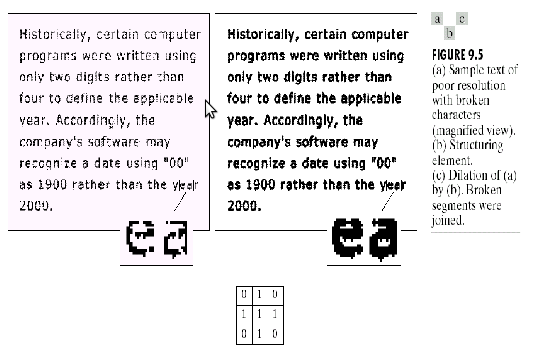 Historically, certain computer
programs were written using
only two digits rather than
four to define the applicable
year. Accordingly, the
company's software may
recognize a date using "00"
as 1900 rather than the year
2000.
ea
Historically, certain computer
programs were written using
only two digits rather than
four to define the applicable
year. Accordingly, the
company's software may
recognize a date using "00"
as 1900 rather than the year
2000.
ea
a c
b
FIGURE 9.5
(a) Sample text of
poor resolution
with broken
characters
(magnified view).
(b) Structuring
element.
(c) Dilation of (a)
by (b). Broken
segments were
joined.
0 1 0
1 1 1
0 1 0